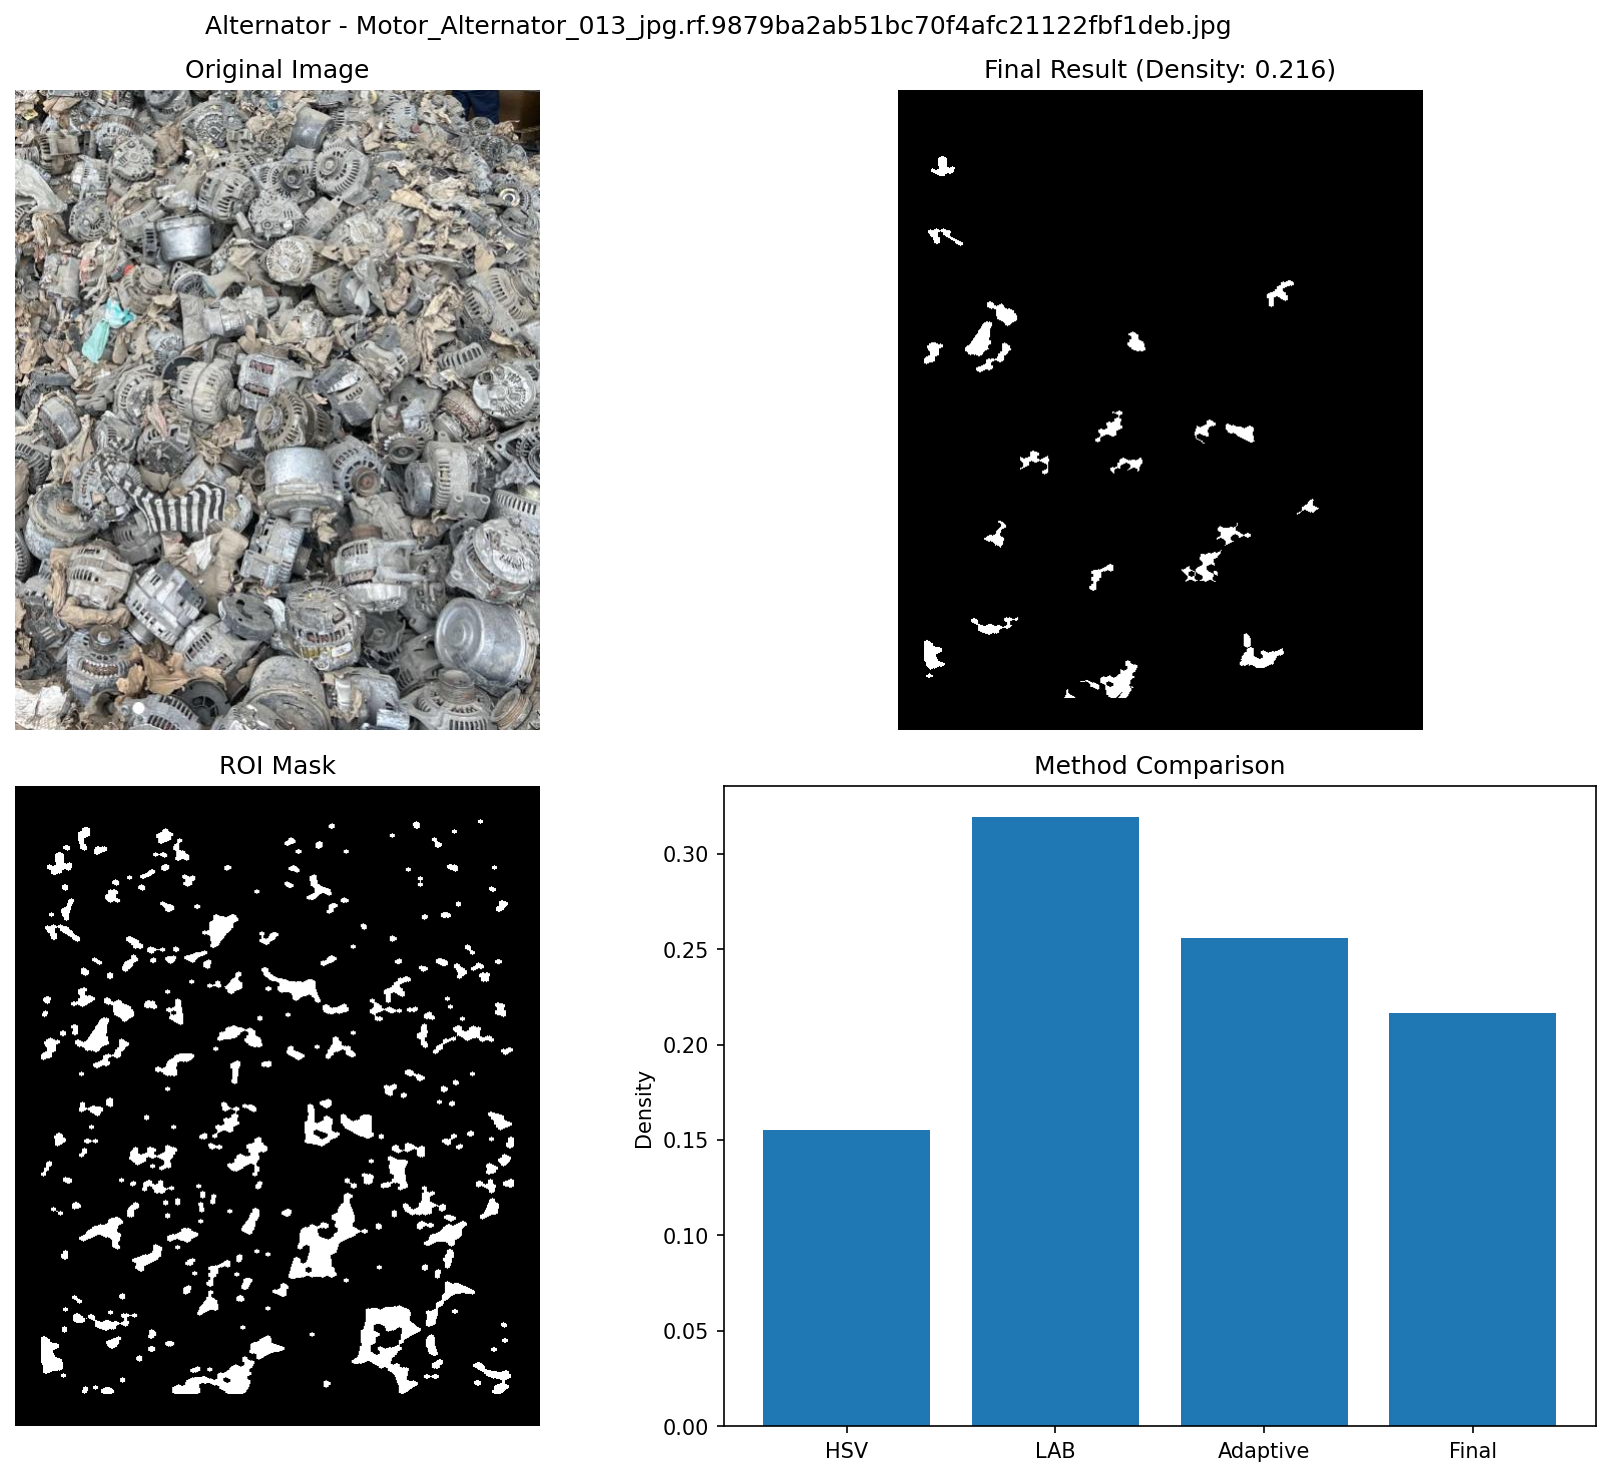 Alternator - Motor_Alternator_013_jpg.rf.9879ba2ab51bc70f4afc21122fbf1deb.jpg
Original Image
Final Result (Density: 0.216)
ROI Mask
Method Comparison
Density
0.30
0.25
0.20
0.15
0.10
0.05
0.00
HSV
LAB
Adaptive
Final